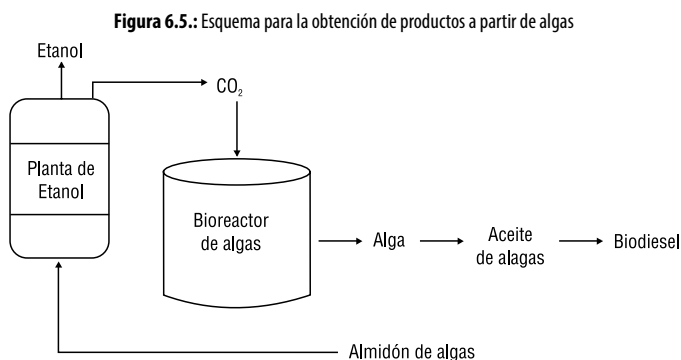 Figura 6.5.: Esquema para la obtención de productos a partir de algas
Etanol
CO₂
Planta de
Etanol
Bioreactor
de algas
Alga
Aceite
de alagas
Biodiesel
Almidón de algas